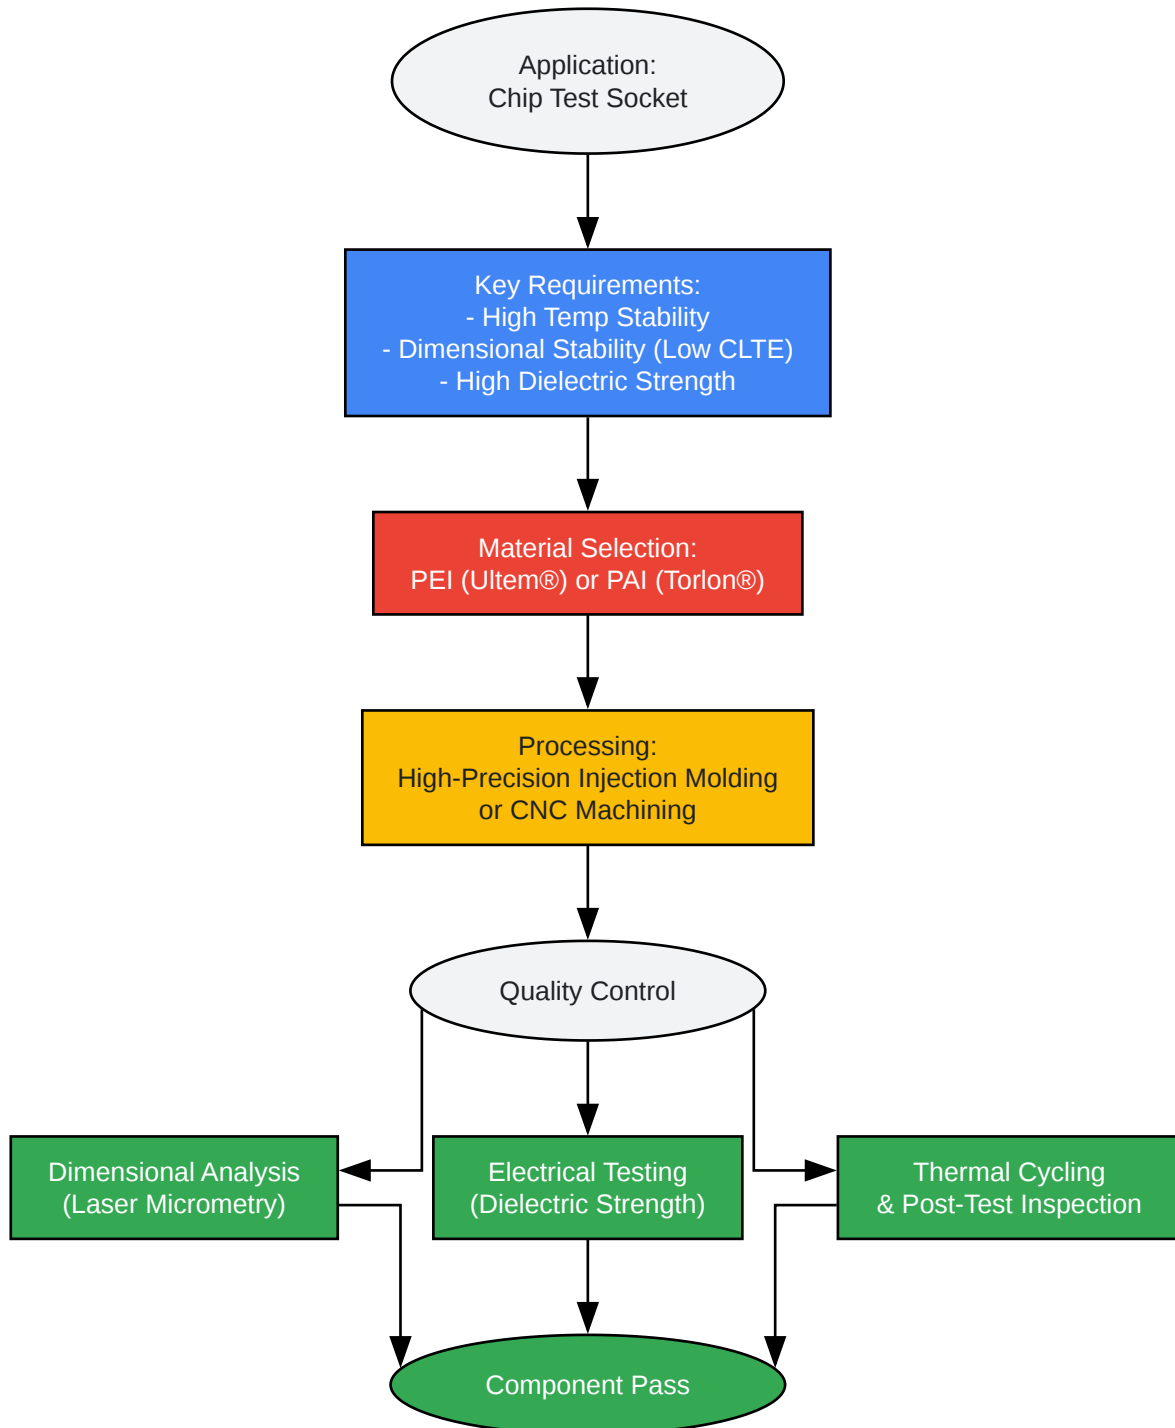 Application:
Chip Test Socket
Key Requirements:
- High Temp Stability
- Dimensional Stability (Low CLTE)
- High Dielectric Strength
Material Selection:
PEI (Ultem®) or PAI (Torlon®)
Processing:
High-Precision Injection Molding
or CNC Machining
Quality Control
Dimensional Analysis
(Laser Micrometry)
Electrical Testing
(Dielectric Strength)
Thermal Cycling
& Post-Test Inspection
Component Pass